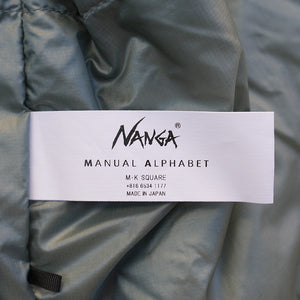 NANGA®
MANUAL ALPHABET
M·K SQUARE
+816 6534 1177
MADE IN JAPAN